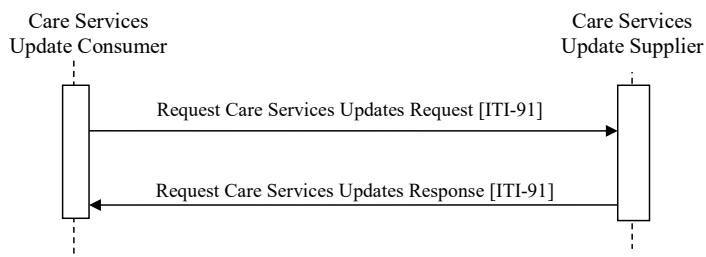 Care Services
Update Consumer
Care Services
Update Supplier
Request Care Services Updates Request [ITI-91]
Request Care Services Updates Response [ITI-91]